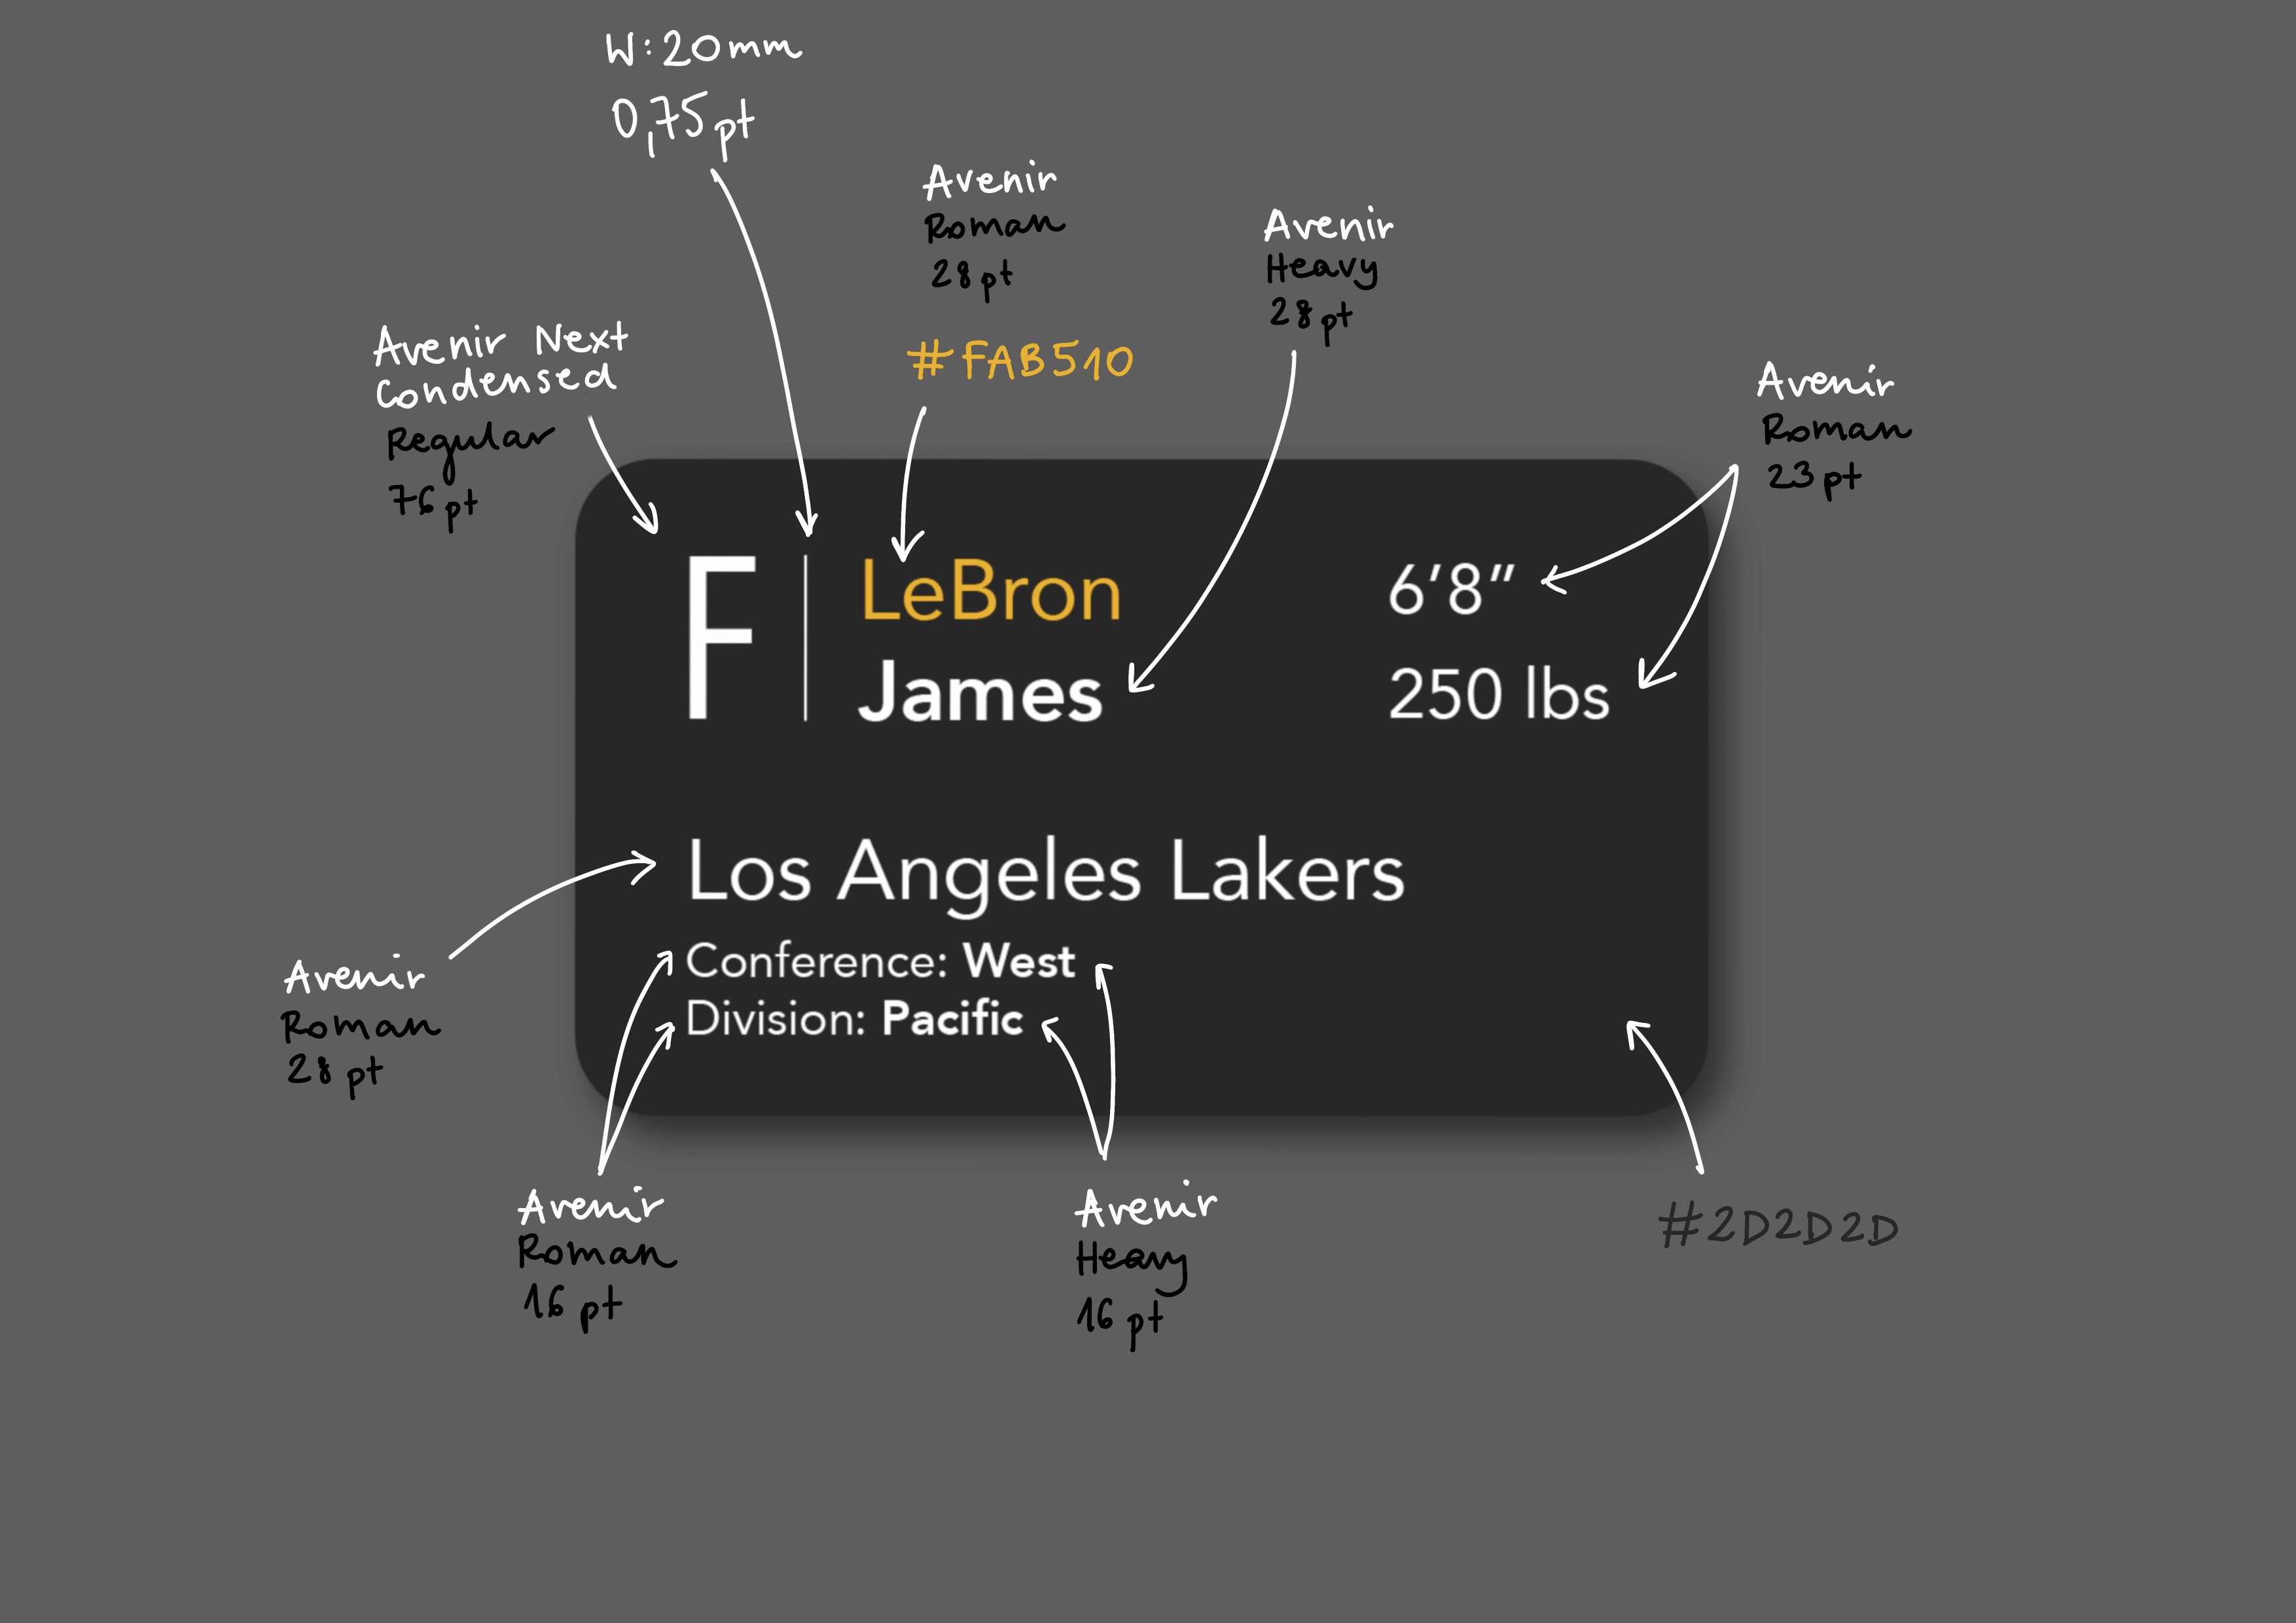 W: 20mm
0,75 pt
Avenir
Roman
28 pt
#FAB510
Avenir
Heavy
28 pt
Avenir Next
Condensed
Regular
76 pt
Avenir
Roman
23 pt
F
LeBron
James
6′8″
250 lbs
Los Angeles Lakers
Conference: West
Division: Pacific
Avenir
Roman
28 pt
Avenir
Roman
16 pt
Avenir
Heavy
16 pt
#2D2D2D